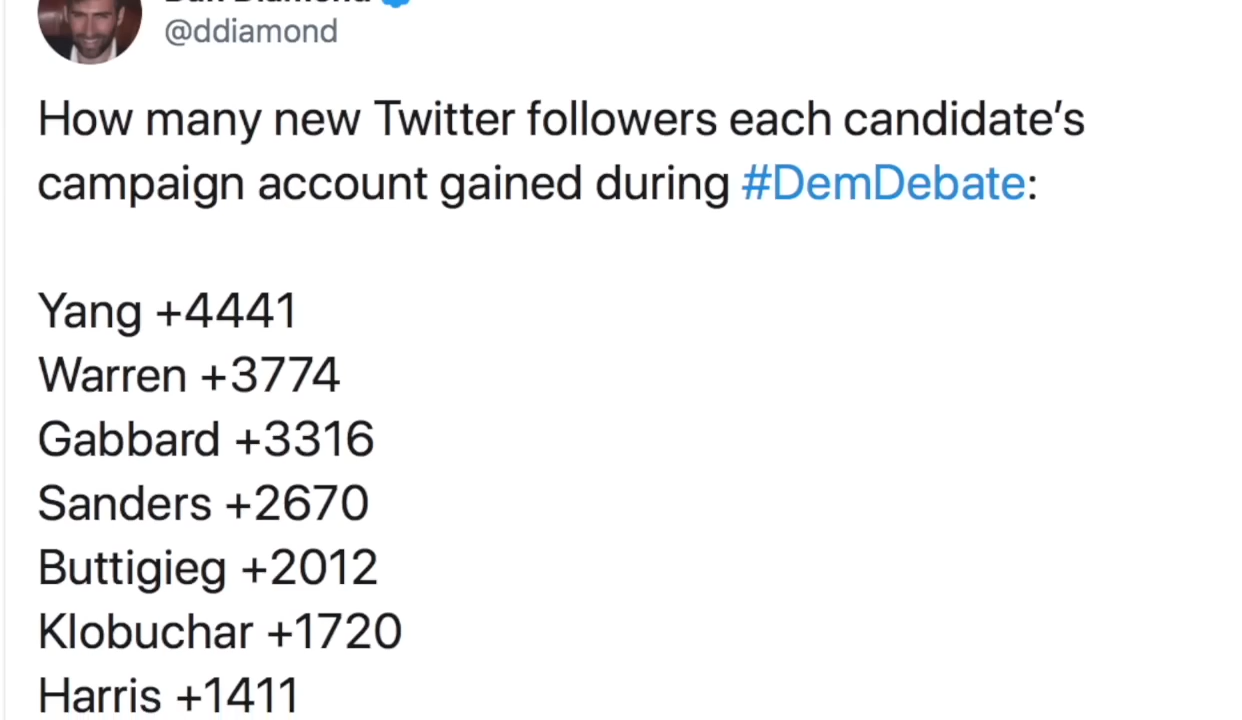 @ddiamond
How many new Twitter followers each candidate’s
campaign account gained during #DemDebate:
Yang +4441
Warren +3774
Gabbard +3316
Sanders +2670
Buttigieg +2012
Klobuchar +1720
Harris +1411